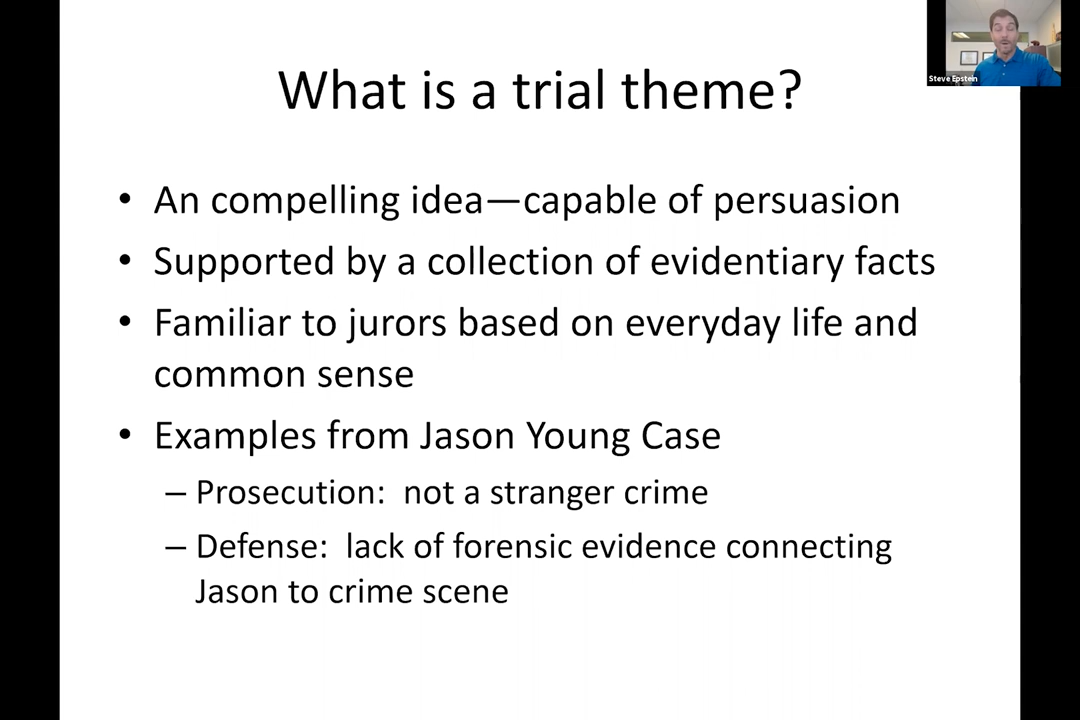 What is a trial theme?
Steve Epstein
• An compelling idea—capable of persuasion
• Supported by a collection of evidentiary facts
• Familiar to jurors based on everyday life and
common sense
• Examples from Jason Young Case
– Prosecution: not a stranger crime
– Defense: lack of forensic evidence connecting
Jason to crime scene